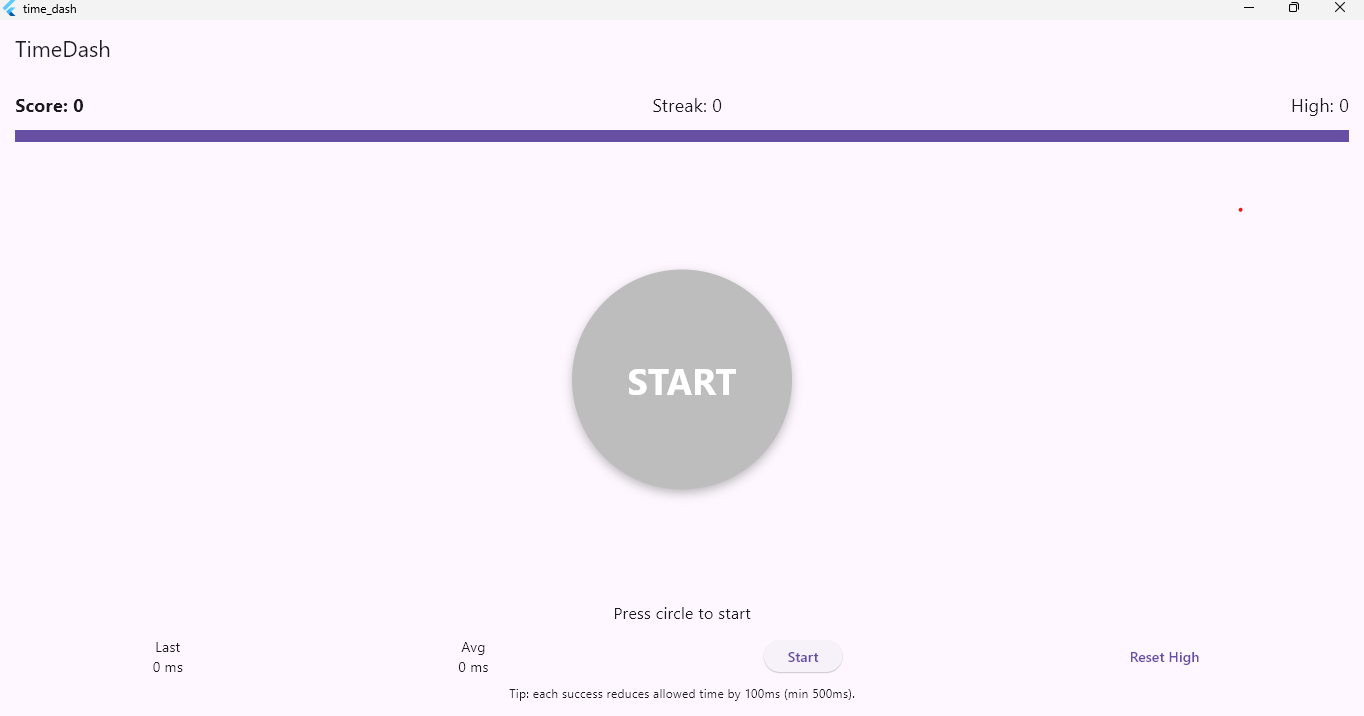 time_dash
TimeDash
Score: 0 Streak: 0 High: 0
START
Press circle to start
Last Avg Start Reset High
0 ms 0 ms
Tip: each success reduces allowed time by 100ms (min 500ms).